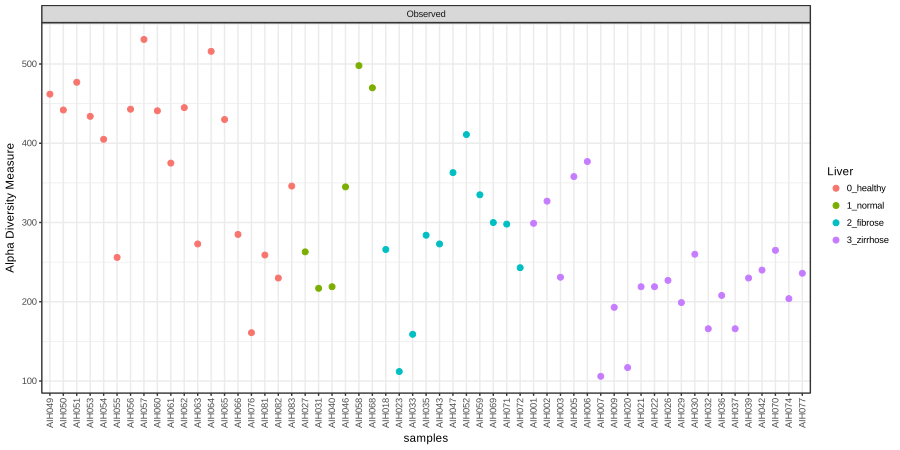 Observed
Alpha Diversity Measure
500
400
300
200
100
AIH049 AIH050 AIH051 AIH053 AIH054 AIH055 AIH056 AIH057 AIH060 AIH061 AIH062 AIH063 AIH064 AIH065 AIH066 AIH076 AIH081 AIH082 AIH083 AIH027 AIH031 AIH040 AIH046 AIH058 AIH068 AIH018 AIH023 AIH033 AIH035 AIH043 AIH047 AIH052 AIH059 AIH069 AIH071 AIH072 AIH001 AIH002 AIH003 AIH005 AIH006 AIH007 AIH009 AIH020 AIH021 AIH022 AIH026 AIH029 AIH030 AIH032 AIH036 AIH037 AIH039 AIH042 AIH070 AIH074 AIH077
samples
Liver
0_healthy
1_normal
2_fibrose
3_zirrhose